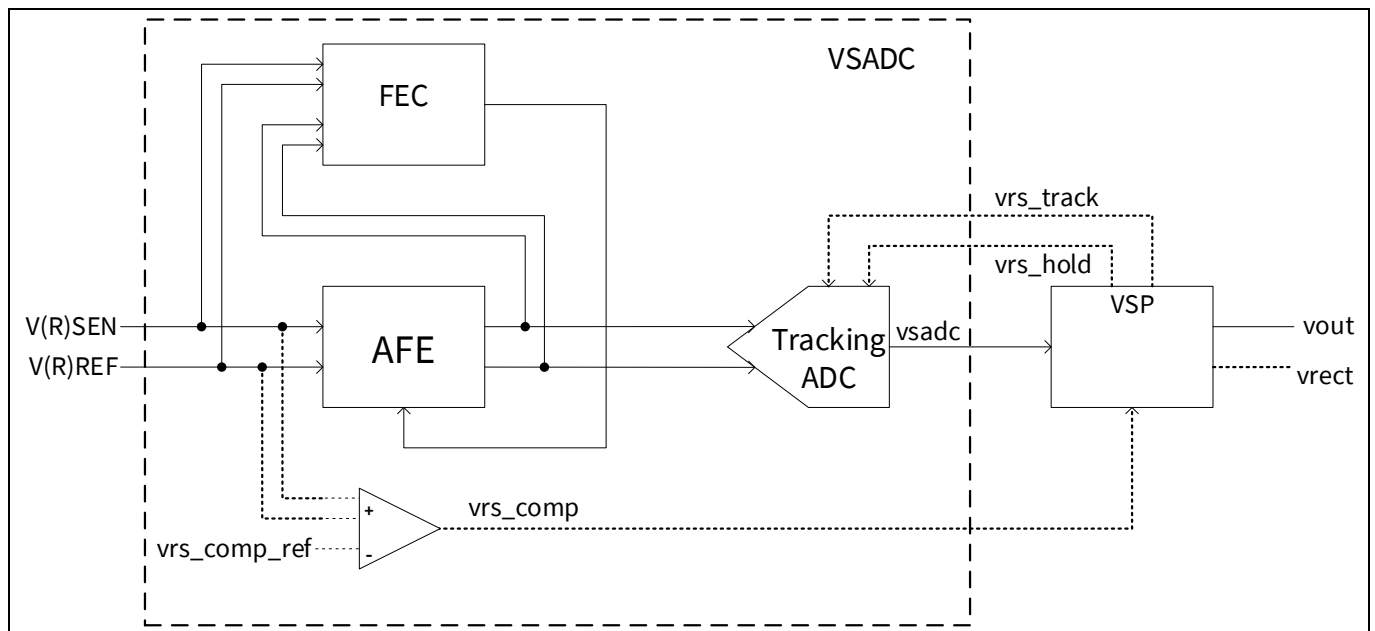 VSADC
FEC
vrs_track
vrs_hold
VSP
V(R)SEN
V(R)REF
AFE
Tracking
ADC
vsadc
vout
vrect
vrs_comp
+
-
vrs_comp_ref